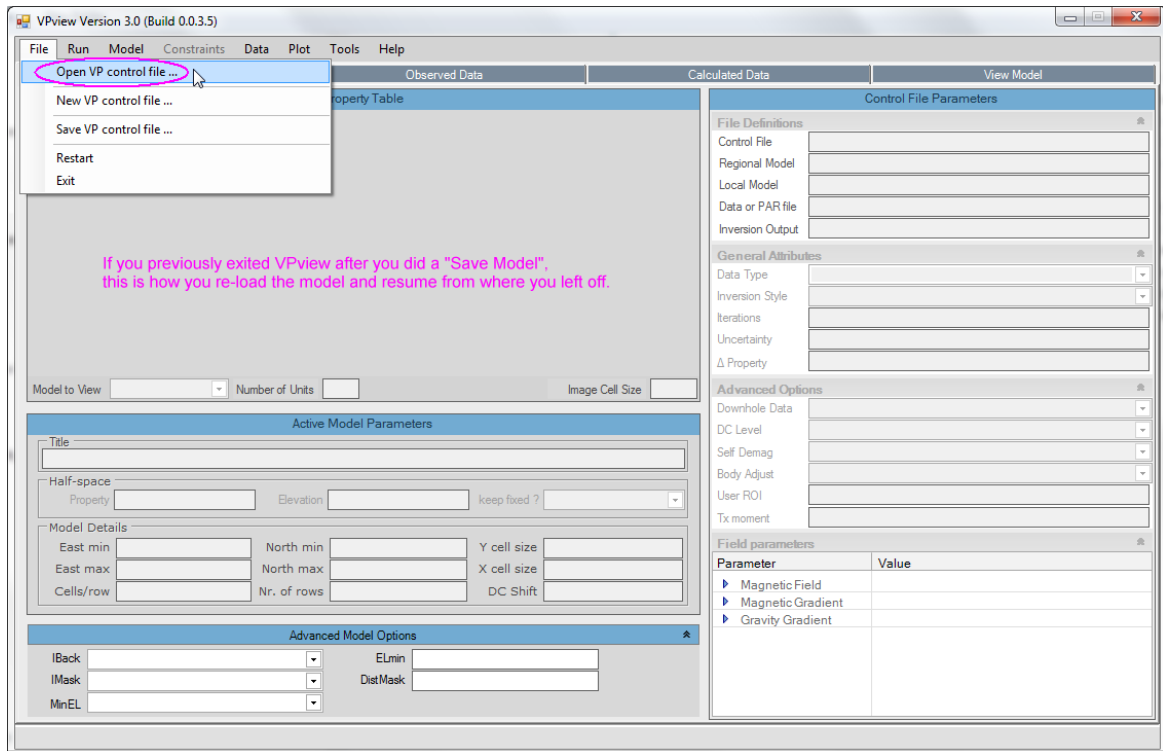 VPview Version 3.0 (Build 0.0.3.5)
File Run Model Constraints Data Plot Tools Help
Open VP control file ...
New VP control file ...
Save VP control file ...
Restart
Exit
Observed Data
Calculated Data
View Model
roperty Table
If you previously exited VPview after you did a "Save Model",
this is how you re-load the model and resume from where you left off.
Model to View
Number of Units
Image Cell Size
Active Model Parameters
Title
Half-space
Property
Elevation
keep fixed ?
Model Details
East min
North min
Y cell size
East max
North max
X cell size
Cells/row
Nr. of rows
DC Shift
Advanced Model Options
IBack
ELmin
IMask
DistMask
MinEL
Control File Parameters
File Definitions
Control File
Regional Model
Local Model
Data or PAR file
Inversion Output
General Attributes
Data Type
Inversion Style
Iterations
Uncertainty
Δ Property
Advanced Options
Downhole Data
DC Level
Self Demag
Body Adjust
User ROI
Tx moment
Field parameters
Parameter Value
Magnetic Field
Magnetic Gradient
Gravity Gradient